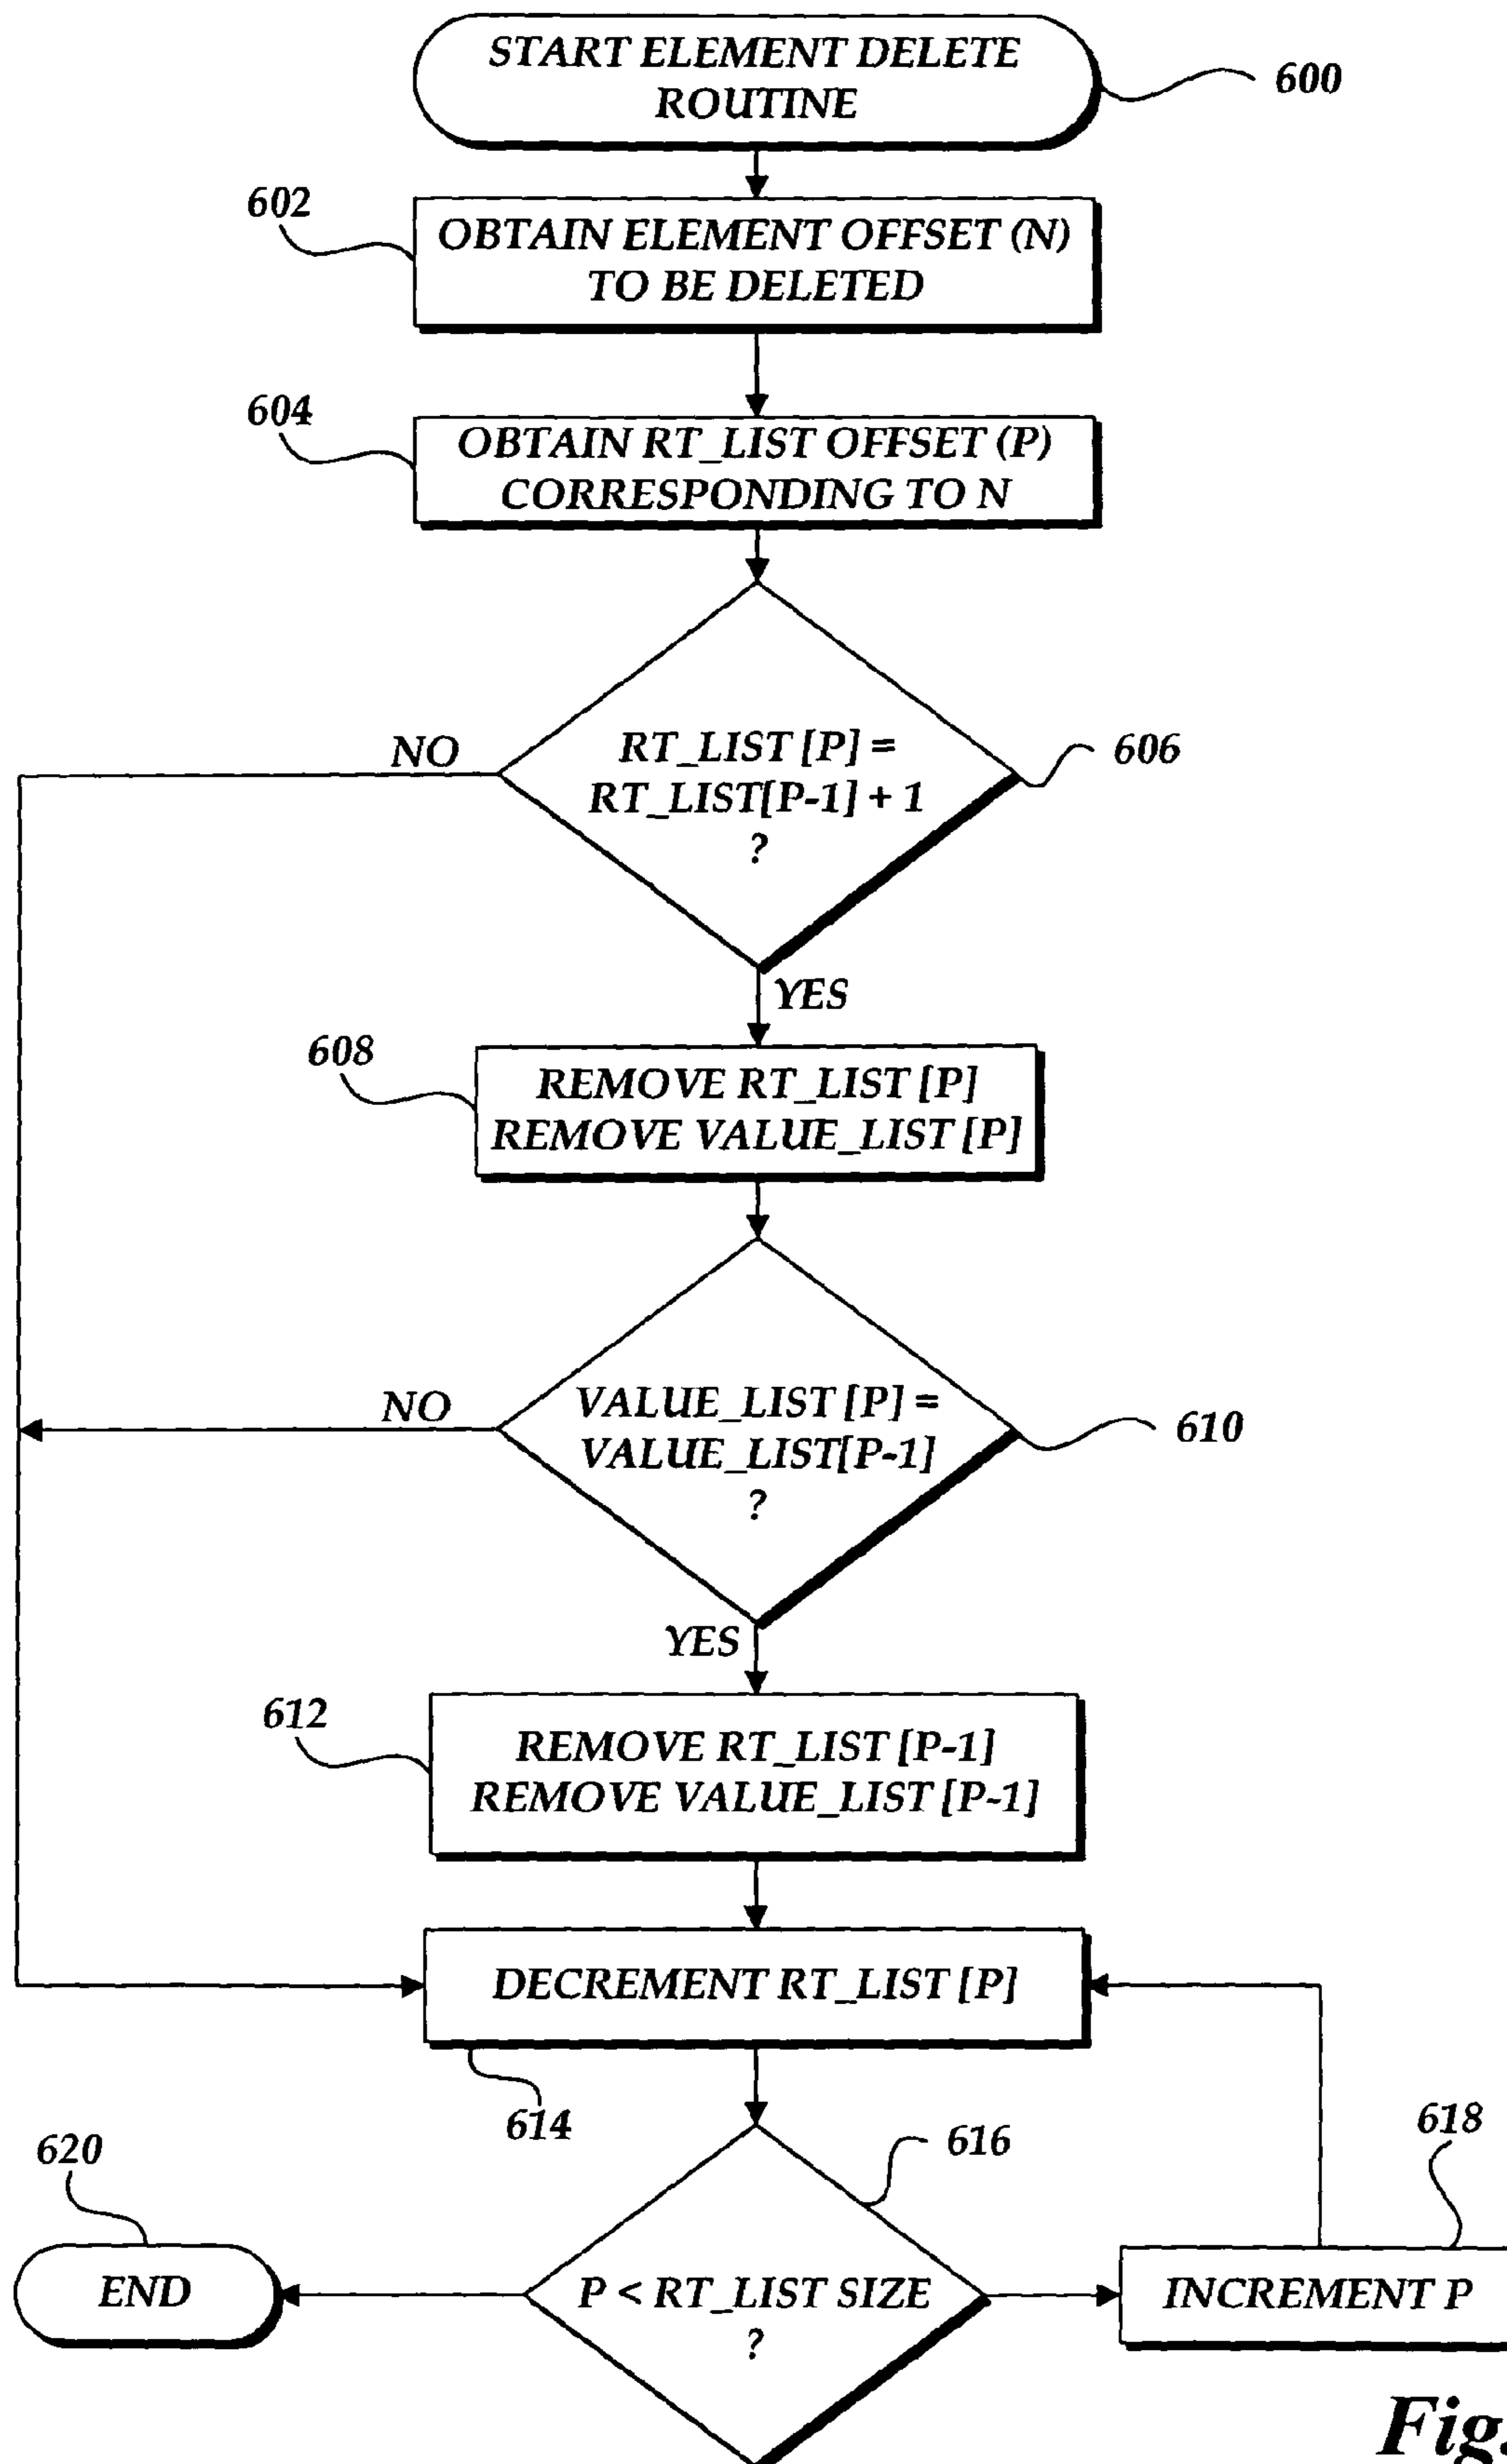 START ELEMENT DELETE
ROUTINE
600
602
OBTAIN ELEMENT OFFSET (N)
TO BE DELETED
604
OBTAIN RT_LIST OFFSET (P)
CORRESPONDING TO N
NO
RT_LIST [P] =
RT_LIST[P-1] + 1
?
606
YES
608
REMOVE RT_LIST [P]
REMOVE VALUE_LIST [P]
NO
VALUE_LIST [P] =
VALUE_LIST[P-1]
?
610
YES
612
REMOVE RT_LIST [P-1]
REMOVE VALUE_LIST [P-1]
DECREMENT RT_LIST [P]
614
616
618
620
END
P < RT_LIST SIZE
?
INCREMENT P
Fig.